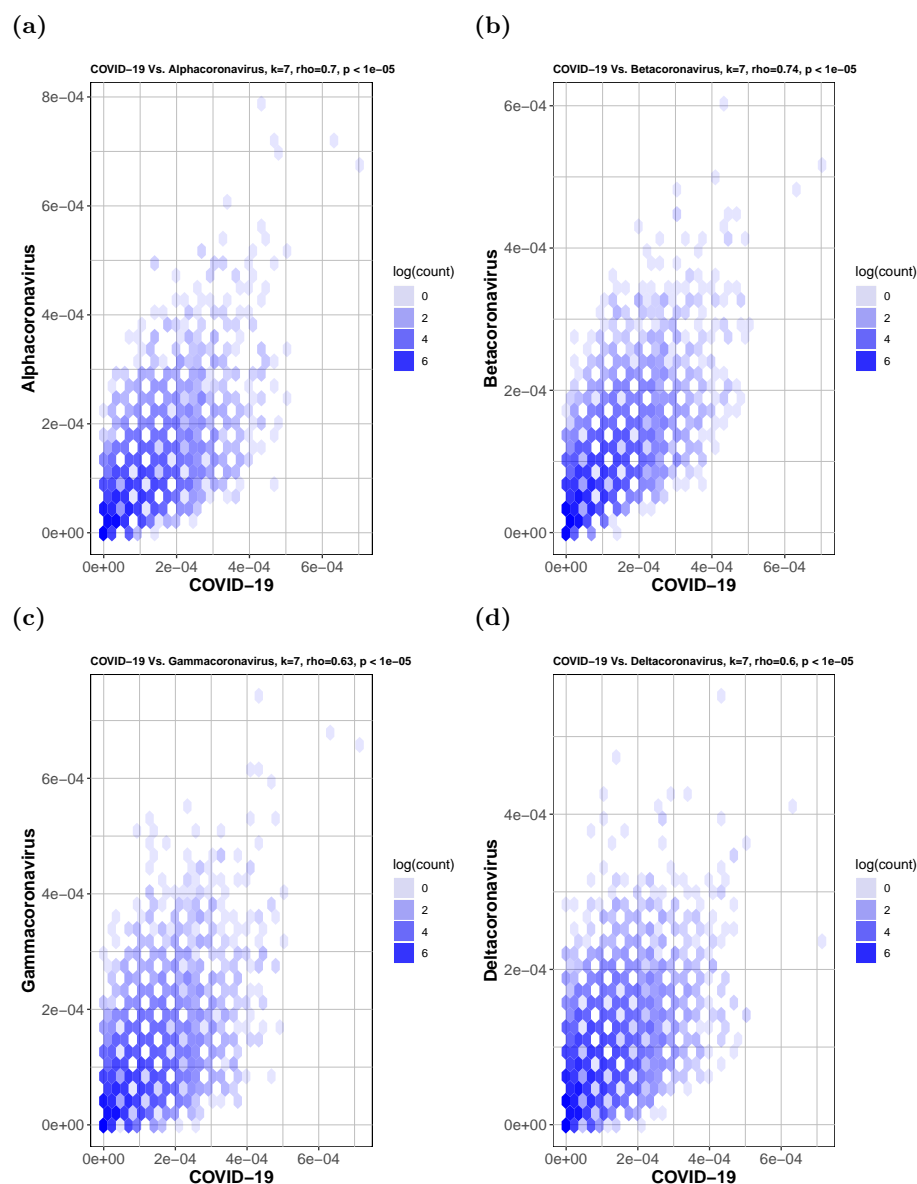 (a)
COVID−19 Vs. Alphacoronavirus, k=7, rho=0.7, p < 1e−05
8e−04
6e−04
4e−04
2e−04
0e+00
Alphacoronavirus
0e+00 2e−04 4e−04 6e−04
COVID−19
log(count)
0
2
4
6
(b)
COVID−19 Vs. Betacoronavirus, k=7, rho=0.74, p < 1e−05
6e−04
4e−04
2e−04
0e+00
Betacoronavirus
0e+00 2e−04 4e−04 6e−04
COVID−19
log(count)
0
2
4
6
(c)
COVID−19 Vs. Gammacoronavirus, k=7, rho=0.63, p < 1e−05
6e−04
4e−04
2e−04
0e+00
Gammacoronavirus
0e+00 2e−04 4e−04 6e−04
COVID−19
log(count)
0
2
4
6
(d)
COVID−19 Vs. Deltacoronavirus, k=7, rho=0.6, p < 1e−05
4e−04
2e−04
0e+00
Deltacoronavirus
0e+00 2e−04 4e−04 6e−04
COVID−19
log(count)
0
2
4
6